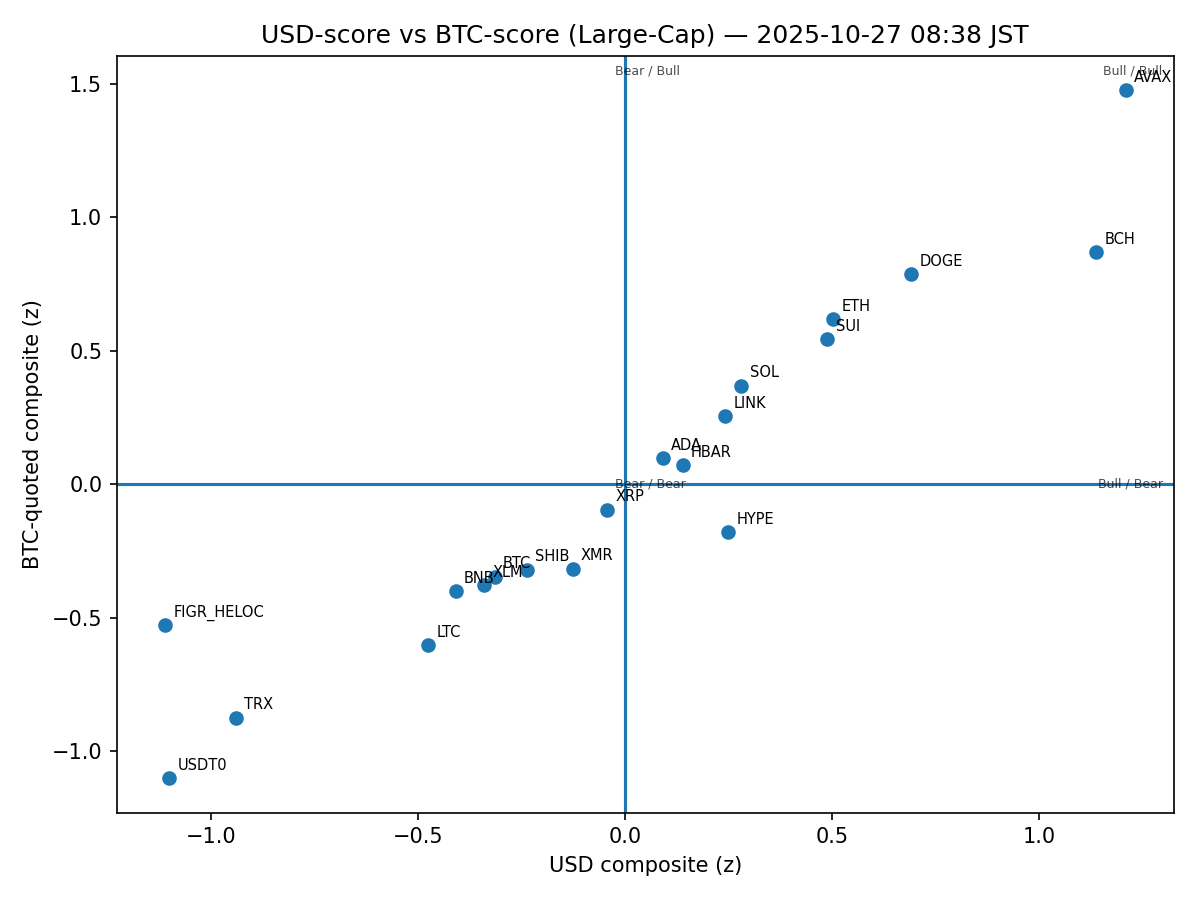 USD-score vs BTC-score (Large-Cap) — 2025-10-27 08:38 JST
Bear / Bull
Bull / Bull
AVAX
1.5
BCH
1.0
DOGE
ETH
SUI
0.5
SOL
LINK
ADA
HBAR
0.0
Bear / Bear
Bull / Bear
XRP
HYPE
BTC
SHIB
XMR
BNB
XLM
−0.5
FIGR_HELOC
LTC
TRX
−1.0
USDT0
BTC-quoted composite (z)
−1.0
−0.5
0.0
0.5
1.0
USD composite (z)